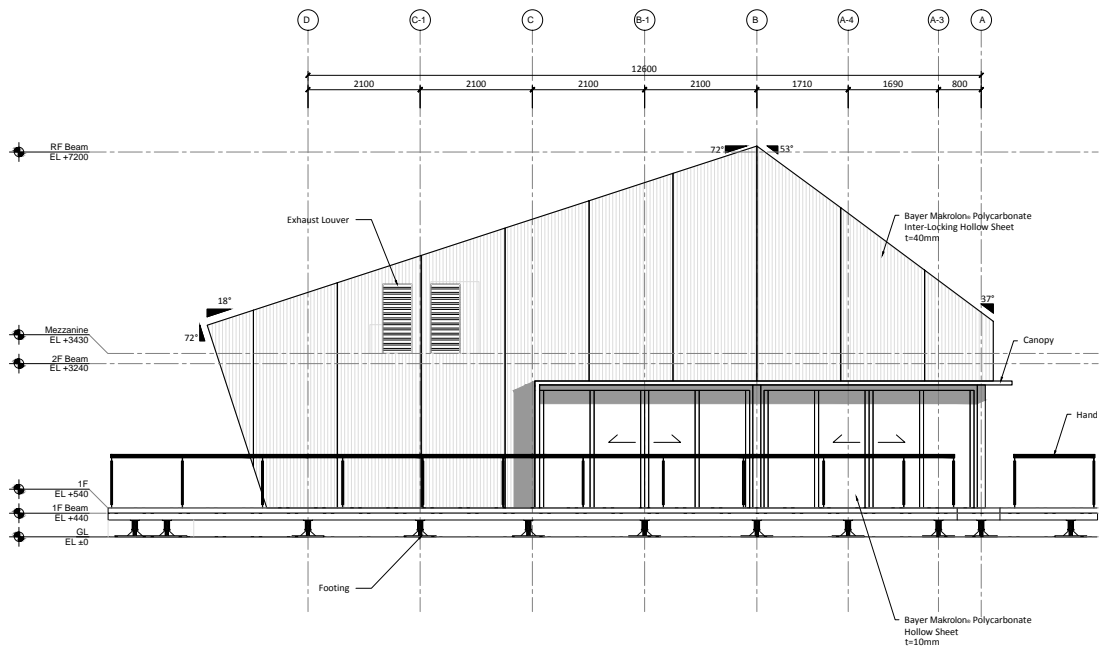 D
C-1
C
B-1
B
A-4
A-3
A
12600
2100
2100
2100
2100
1710
1690
800
RF Beam
EL +7200
72°
53°
Exhaust Louver
Bayer Makrolon® Polycarbonate
Inter-Locking Hollow Sheet
t=40mm
18°
37°
Mezzanine
EL +3430
72°
2F Beam
EL +3240
Canopy
Hand
1F
EL +540
1F Beam
EL +440
GL
EL ±0
Footing
Bayer Makrolon® Polycarbonate
Hollow Sheet
t=10mm